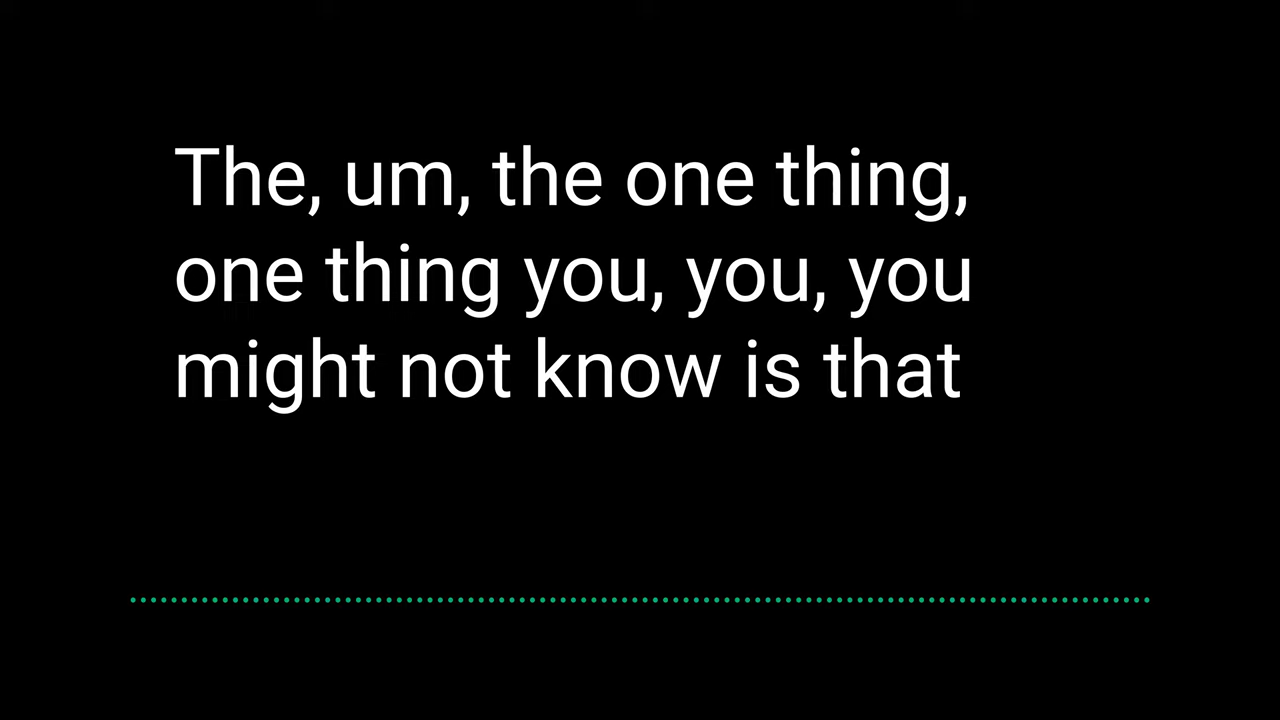 The, um, the one thing,
one thing you, you, you
might not know is that